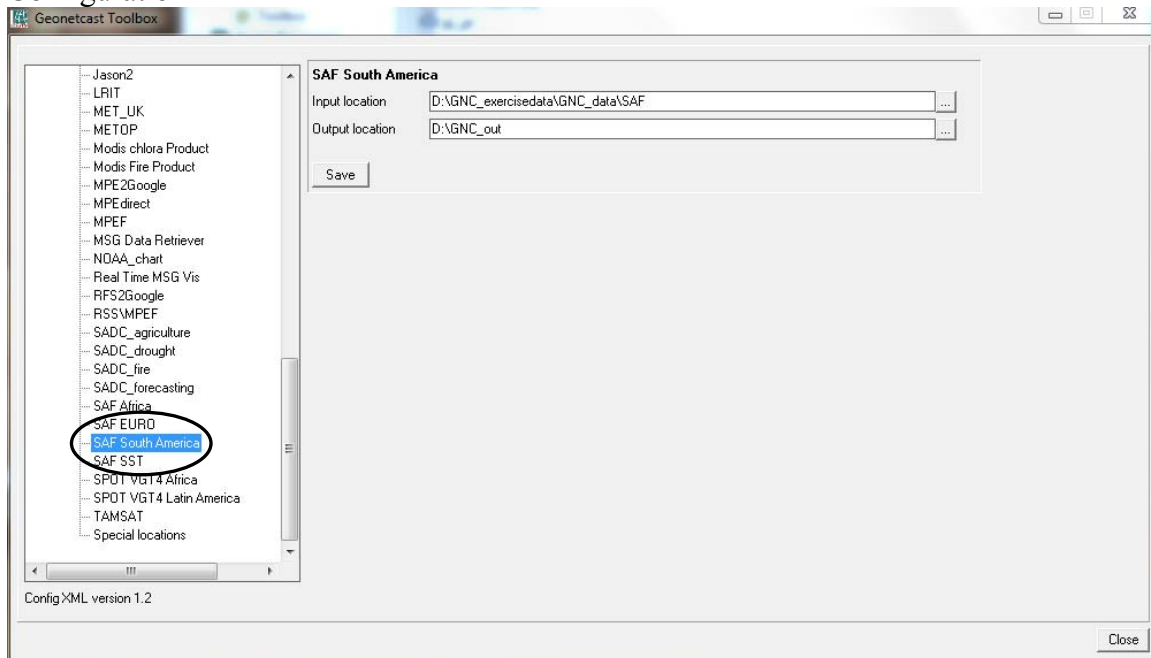 Geonetcast Toolbox
Jason2
LRIT
MET_UK
METOP
Modis chlora Product
Modis Fire Product
MPE2Google
MPEdirect
MPEF
MSG Data Retriever
NOAA_chart
Real Time MSG Vis
RFS2Google
RSS\MPEF
SADC_agriculture
SADC_drought
SADC_fire
SADC_forecasting
SAF Africa
SAF EURO
SAF South America
SAF SST
SPOT VGT4 Africa
SPOT VGT4 Latin America
TAMSAT
Special locations
Config XML version 1.2
SAF South America
Input location D:\GNC_exercisedata\GNC_data\SAF ...
Output location D:\GNC_out ...
Save
Close